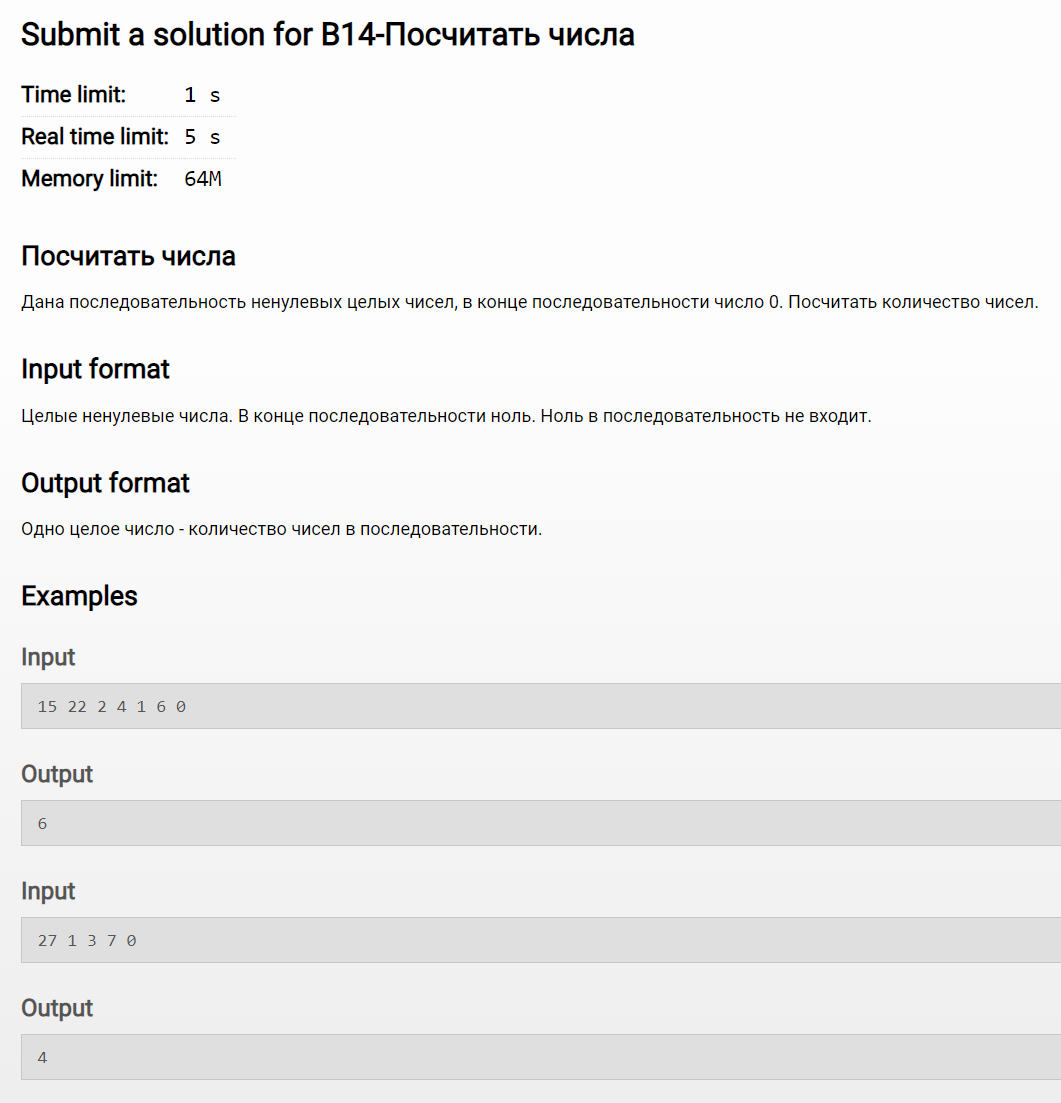 Submit a solution for B14-Посчитать числа
Time limit: 1 s
Real time limit: 5 s
Memory limit: 64M
Посчитать числа
Дана последовательность ненулевых целых чисел, в конце последовательности число 0. Посчитать количество чисел.
Input format
Целые ненулевые числа. В конце последовательности ноль. Ноль в последовательность не входит.
Output format
Одно целое число - количество чисел в последовательности.
Examples
Input
15 22 2 4 1 6 0
Output
6
Input
27 1 3 7 0
Output
4